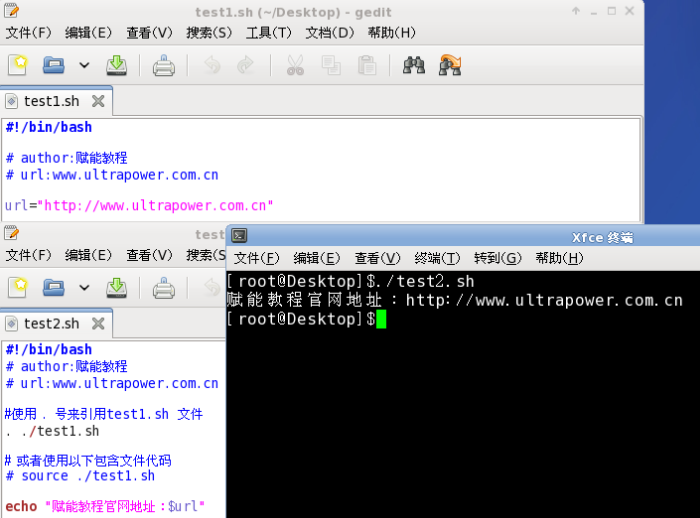 test1.sh (~/Desktop) - gedit
文件(F) 编辑(E) 查看(V) 搜索(S) 工具(T) 文档(D) 帮助(H)
test1.sh
#!/bin/bash
# author:赋能教程
# url:www.ultrapower.com.cn
url="http://www.ultrapower.com.cn"
test
文件(F) 编辑(E) 查看(V) 搜索(S
test2.sh
#!/bin/bash
# author:赋能教程
# url:www.ultrapower.com.cn
#使用 . 号来引用test1.sh 文件
. ./test1.sh
# 或者使用以下包含文件代码
# source ./test1.sh
echo "赋能教程官网地址：$url"
Xfce 终端
文件(F) 编辑(E) 查看(V) 终端(T) 转到(G) 帮助(H)
[root@Desktop]$./test2.sh
赋能教程官网地址：http://www.ultrapower.com.cn
[root@Desktop]$